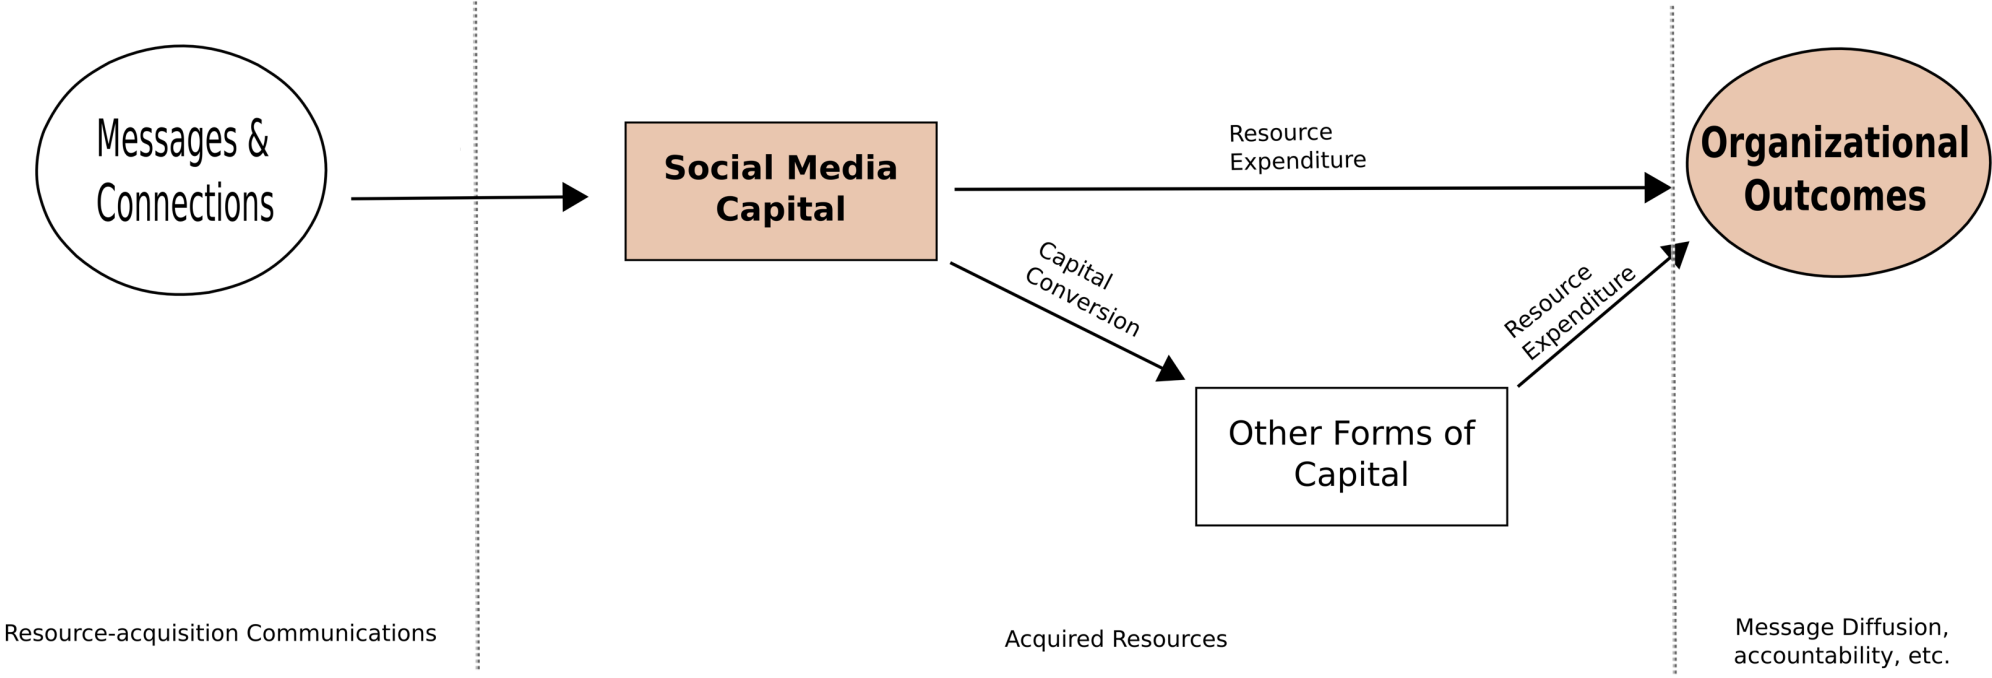 Messages &
Connections
Social Media
Capital
Resource
Expenditure
Organizational
Outcomes
Capital
Conversion
Resource
Expenditure
Other Forms of
Capital
Resource-acquisition Communications
Acquired Resources
Message Diffusion,
accountability, etc.